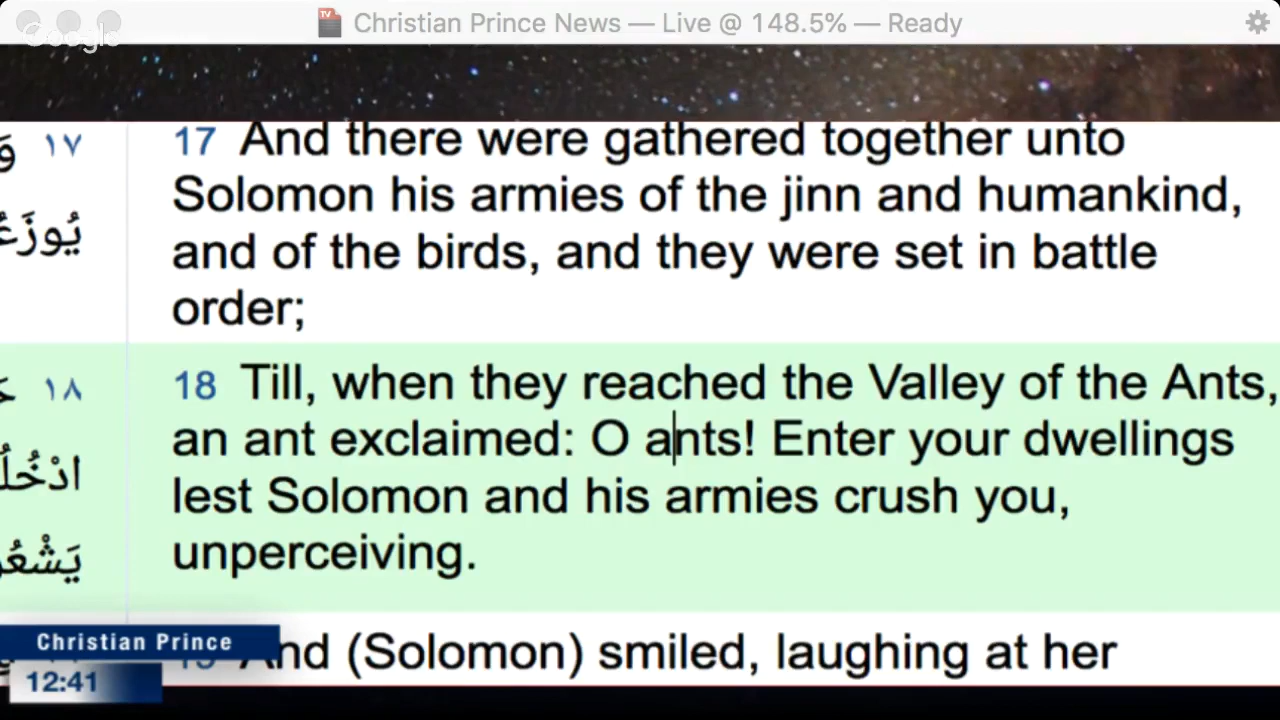 Christian Prince News — Live @ 148.5% — Ready
Google
TV
١٧
يُوزَعُ
17 And there were gathered together unto
Solomon his armies of the jinn and humankind,
and of the birds, and they were set in battle
order;
١٨
18 Till, when they reached the Valley of the Ants,
an ant exclaimed: O ants! Enter your dwellings
lest Solomon and his armies crush you,
unperceiving.
Christian Prince
And (Solomon) smiled, laughing at her
12:41